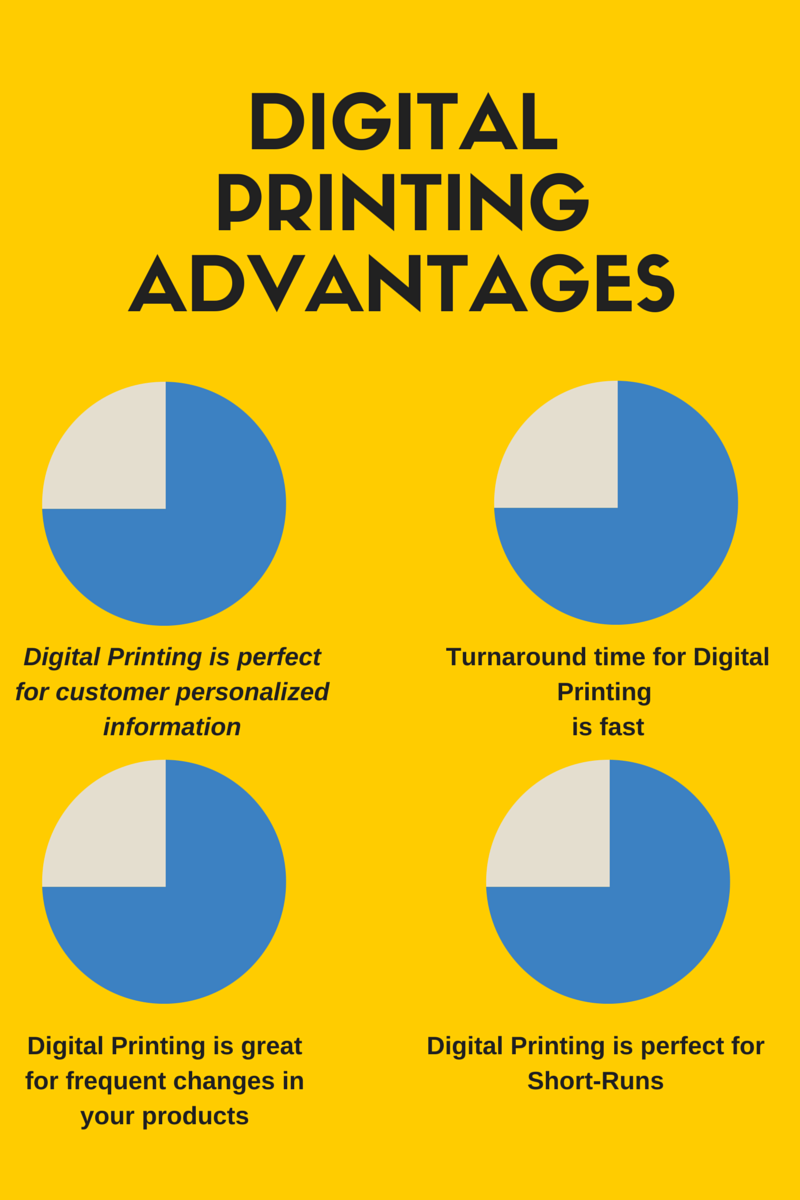 DIGITAL
PRINTING
ADVANTAGES
Digital Printing is perfect
for customer personalized
information
Turnaround time for Digital
Printing
is fast
Digital Printing is great
for frequent changes in
your products
Digital Printing is perfect for
Short-Runs